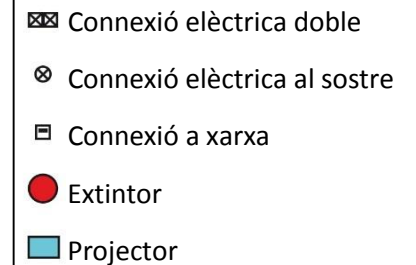 Connexió elèctrica doble
Connexió elèctrica al sostre
Connexió a xarxa
Extintor
Projector